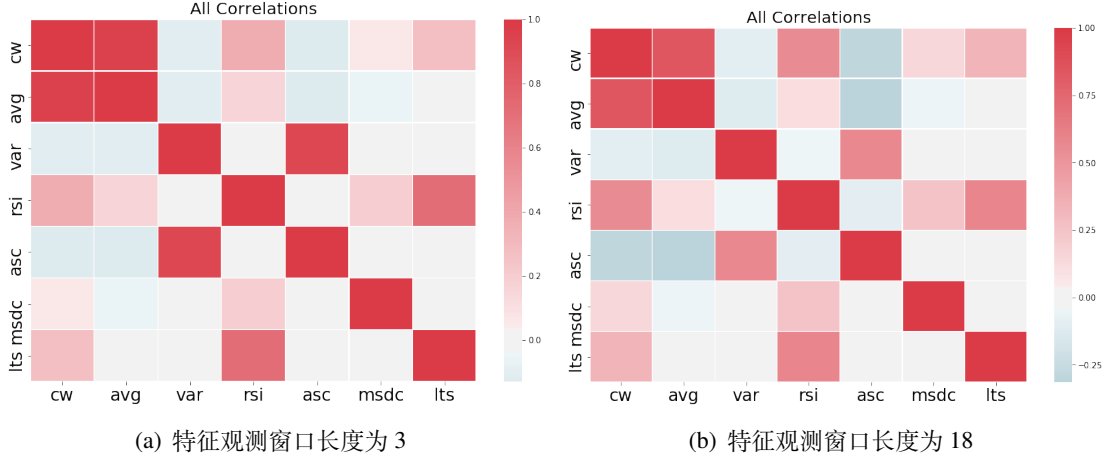 All Correlations
cw
avg
var
rsi
asc
msdc
lts
cw avg var rsi asc msdc lts
1.0
0.8
0.6
0.4
0.2
0.0
(a) 特征观测窗口长度为 3
All Correlations
cw
avg
var
rsi
asc
msdc
lts
cw avg var rsi asc msdc lts
1.00
0.75
0.50
0.25
0.00
−0.25
(b) 特征观测窗口长度为 18